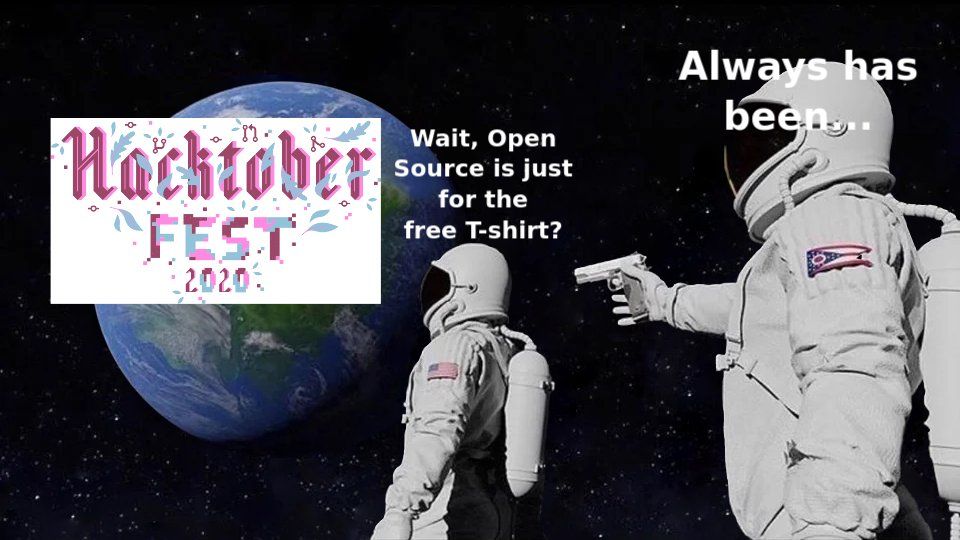 Always has
been...
Wait, Open
Source is just
for the
free T-shirt?
Hacktober
FEST
2020